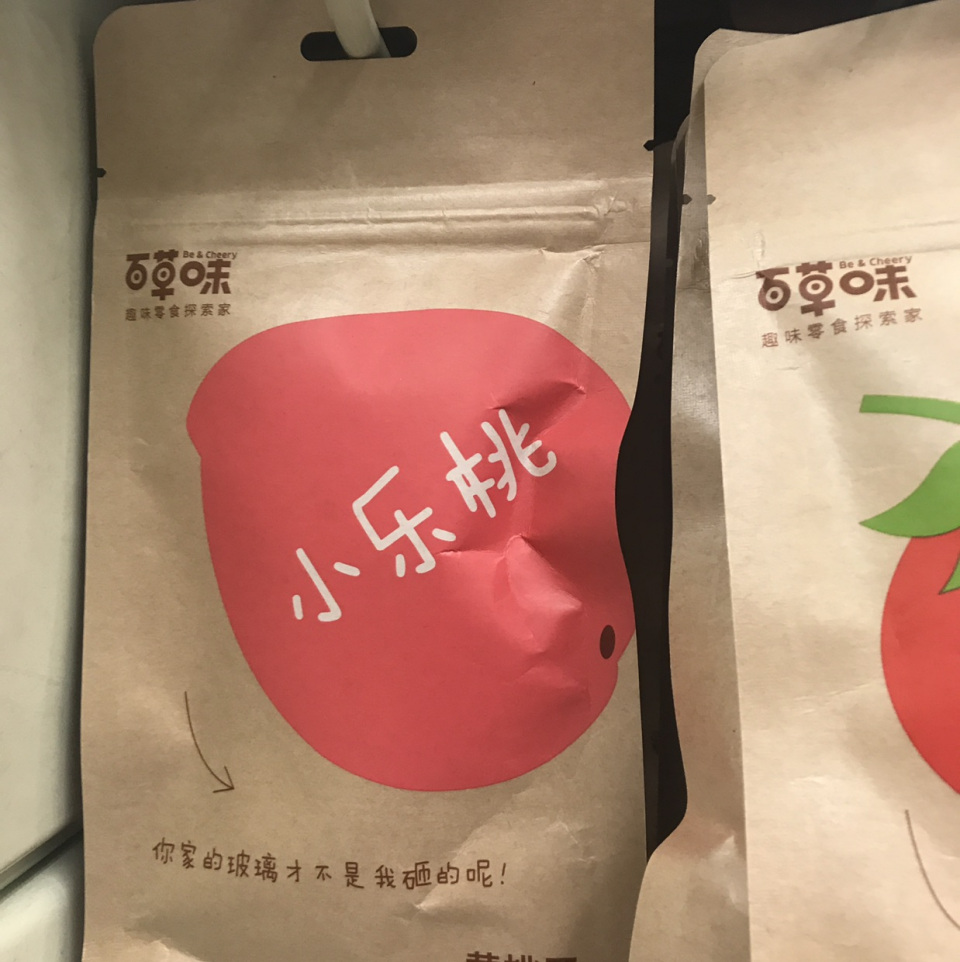 百草味
Be & Cheery
趣味零食探索家
小乐桃
你家的玻璃才不是我砸的呢！
百草味
Be & Cheery
趣味零食探索家